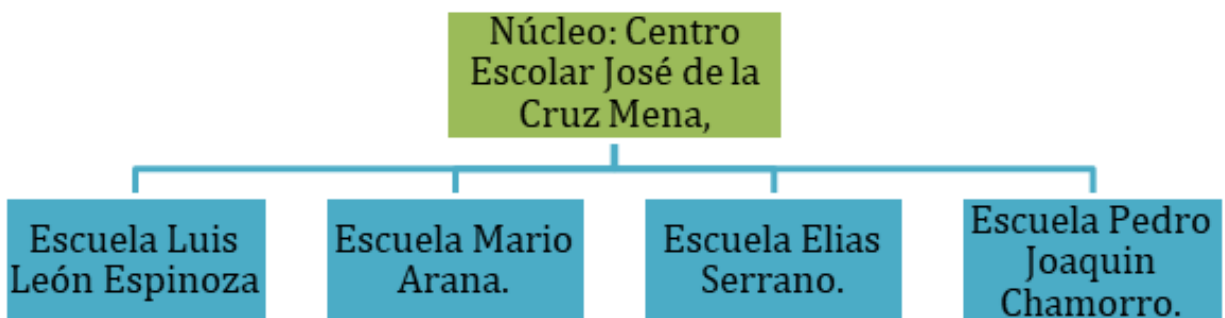 Núcleo: Centro
Escolar José de la
Cruz Mena,
Escuela Luis
León Espinoza
Escuela Mario
Arana.
Escuela Elias
Serrano.
Escuela Pedro
Joaquin
Chamorro.